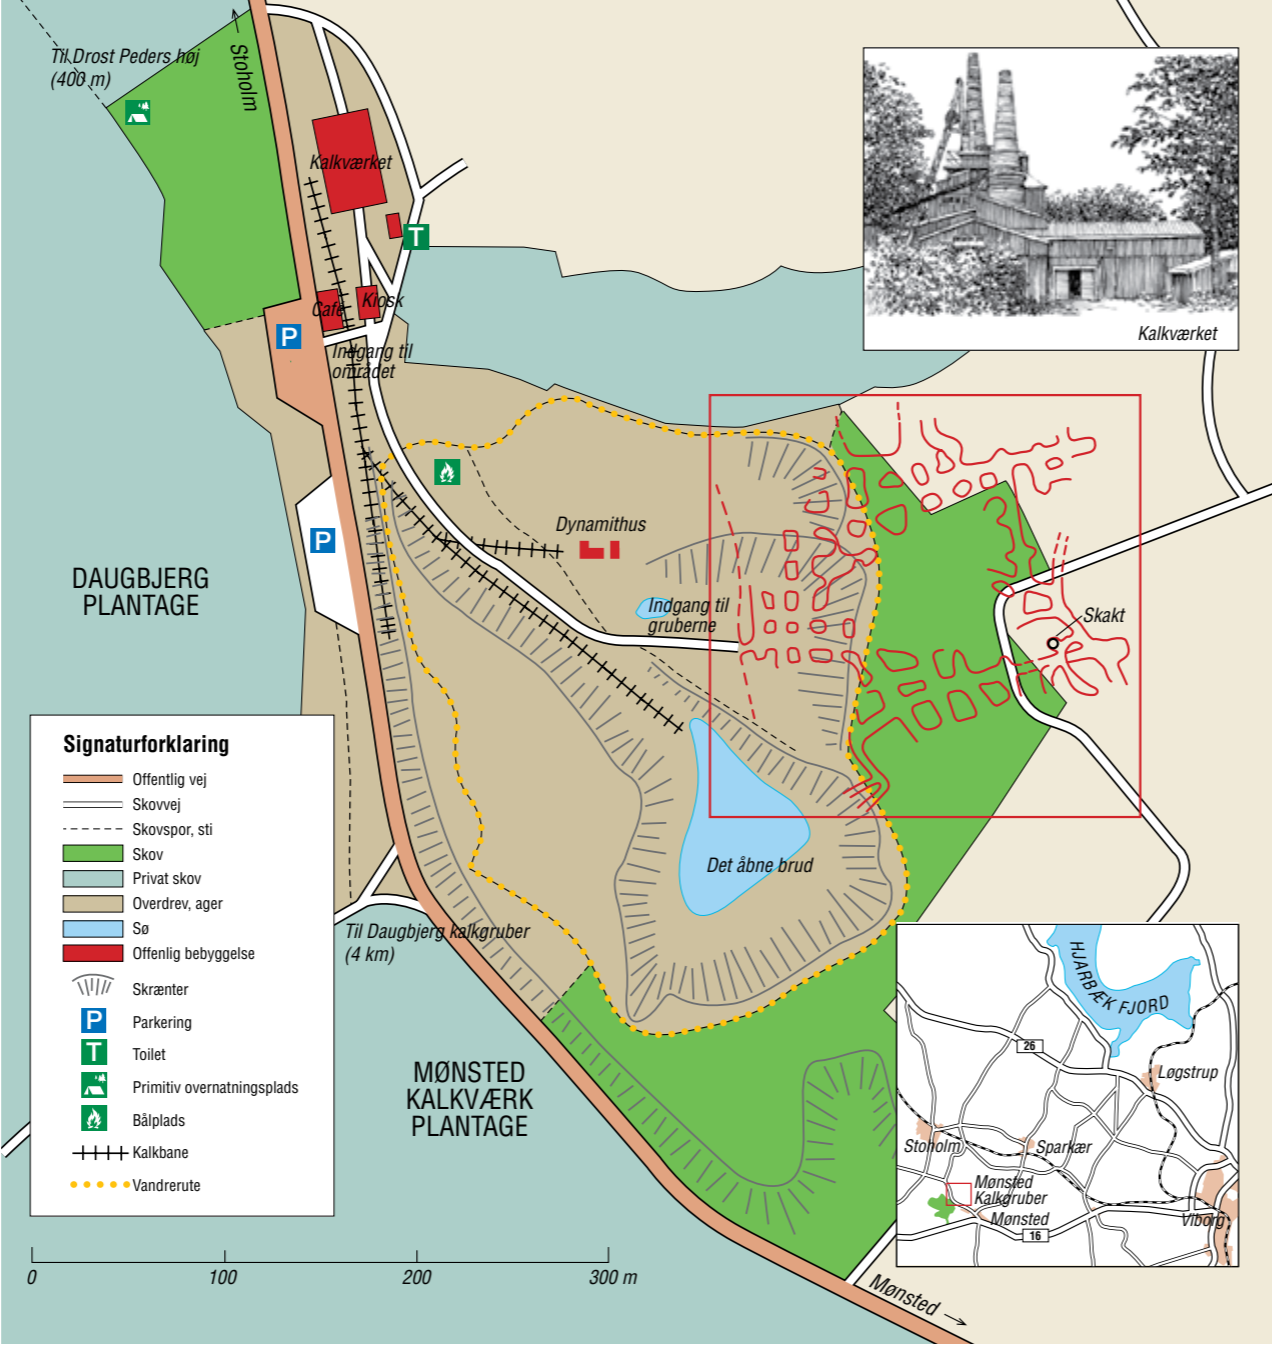 Til Drost Peders høj
(400 m)
Stoholm
Kalkværket
T
Café
Kiosk
P
Indgang til
området
Kalkværket
P
Dynamithus
Indgang til
gruberne
Skakt
DAUGBJERG
PLANTAGE
Det åbne brud
Til Daugbjerg kalkgruber
(4 km)
MØNSTED
KALKVÆRK
PLANTAGE
Signaturforklaring
Offentlig vej
Skovvej
Skovspor, sti
Skov
Privat skov
Overdrev, ager
Sø
Offenlig bebyggelse
Skrænter
P Parkering
T Toilet
Primitiv overnatningsplads
Bålplads
Kalkbane
Vandrerute
0 100 200 300 m
Mønsted
HJARBÆK FJORD
26
Løgstrup
Stoholm
Sparkær
Mønsted
Kalkgruber
Mønsted
Viborg
16